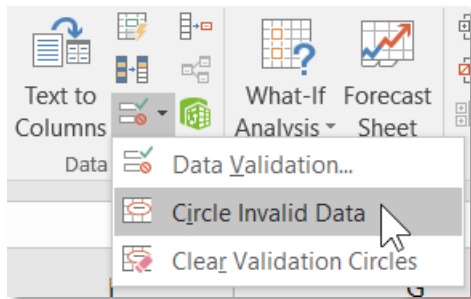 Text to
Columns
What-If
Analysis
Forecast
Sheet
Data
Data Validation...
Circle Invalid Data
Clear Validation Circles
G